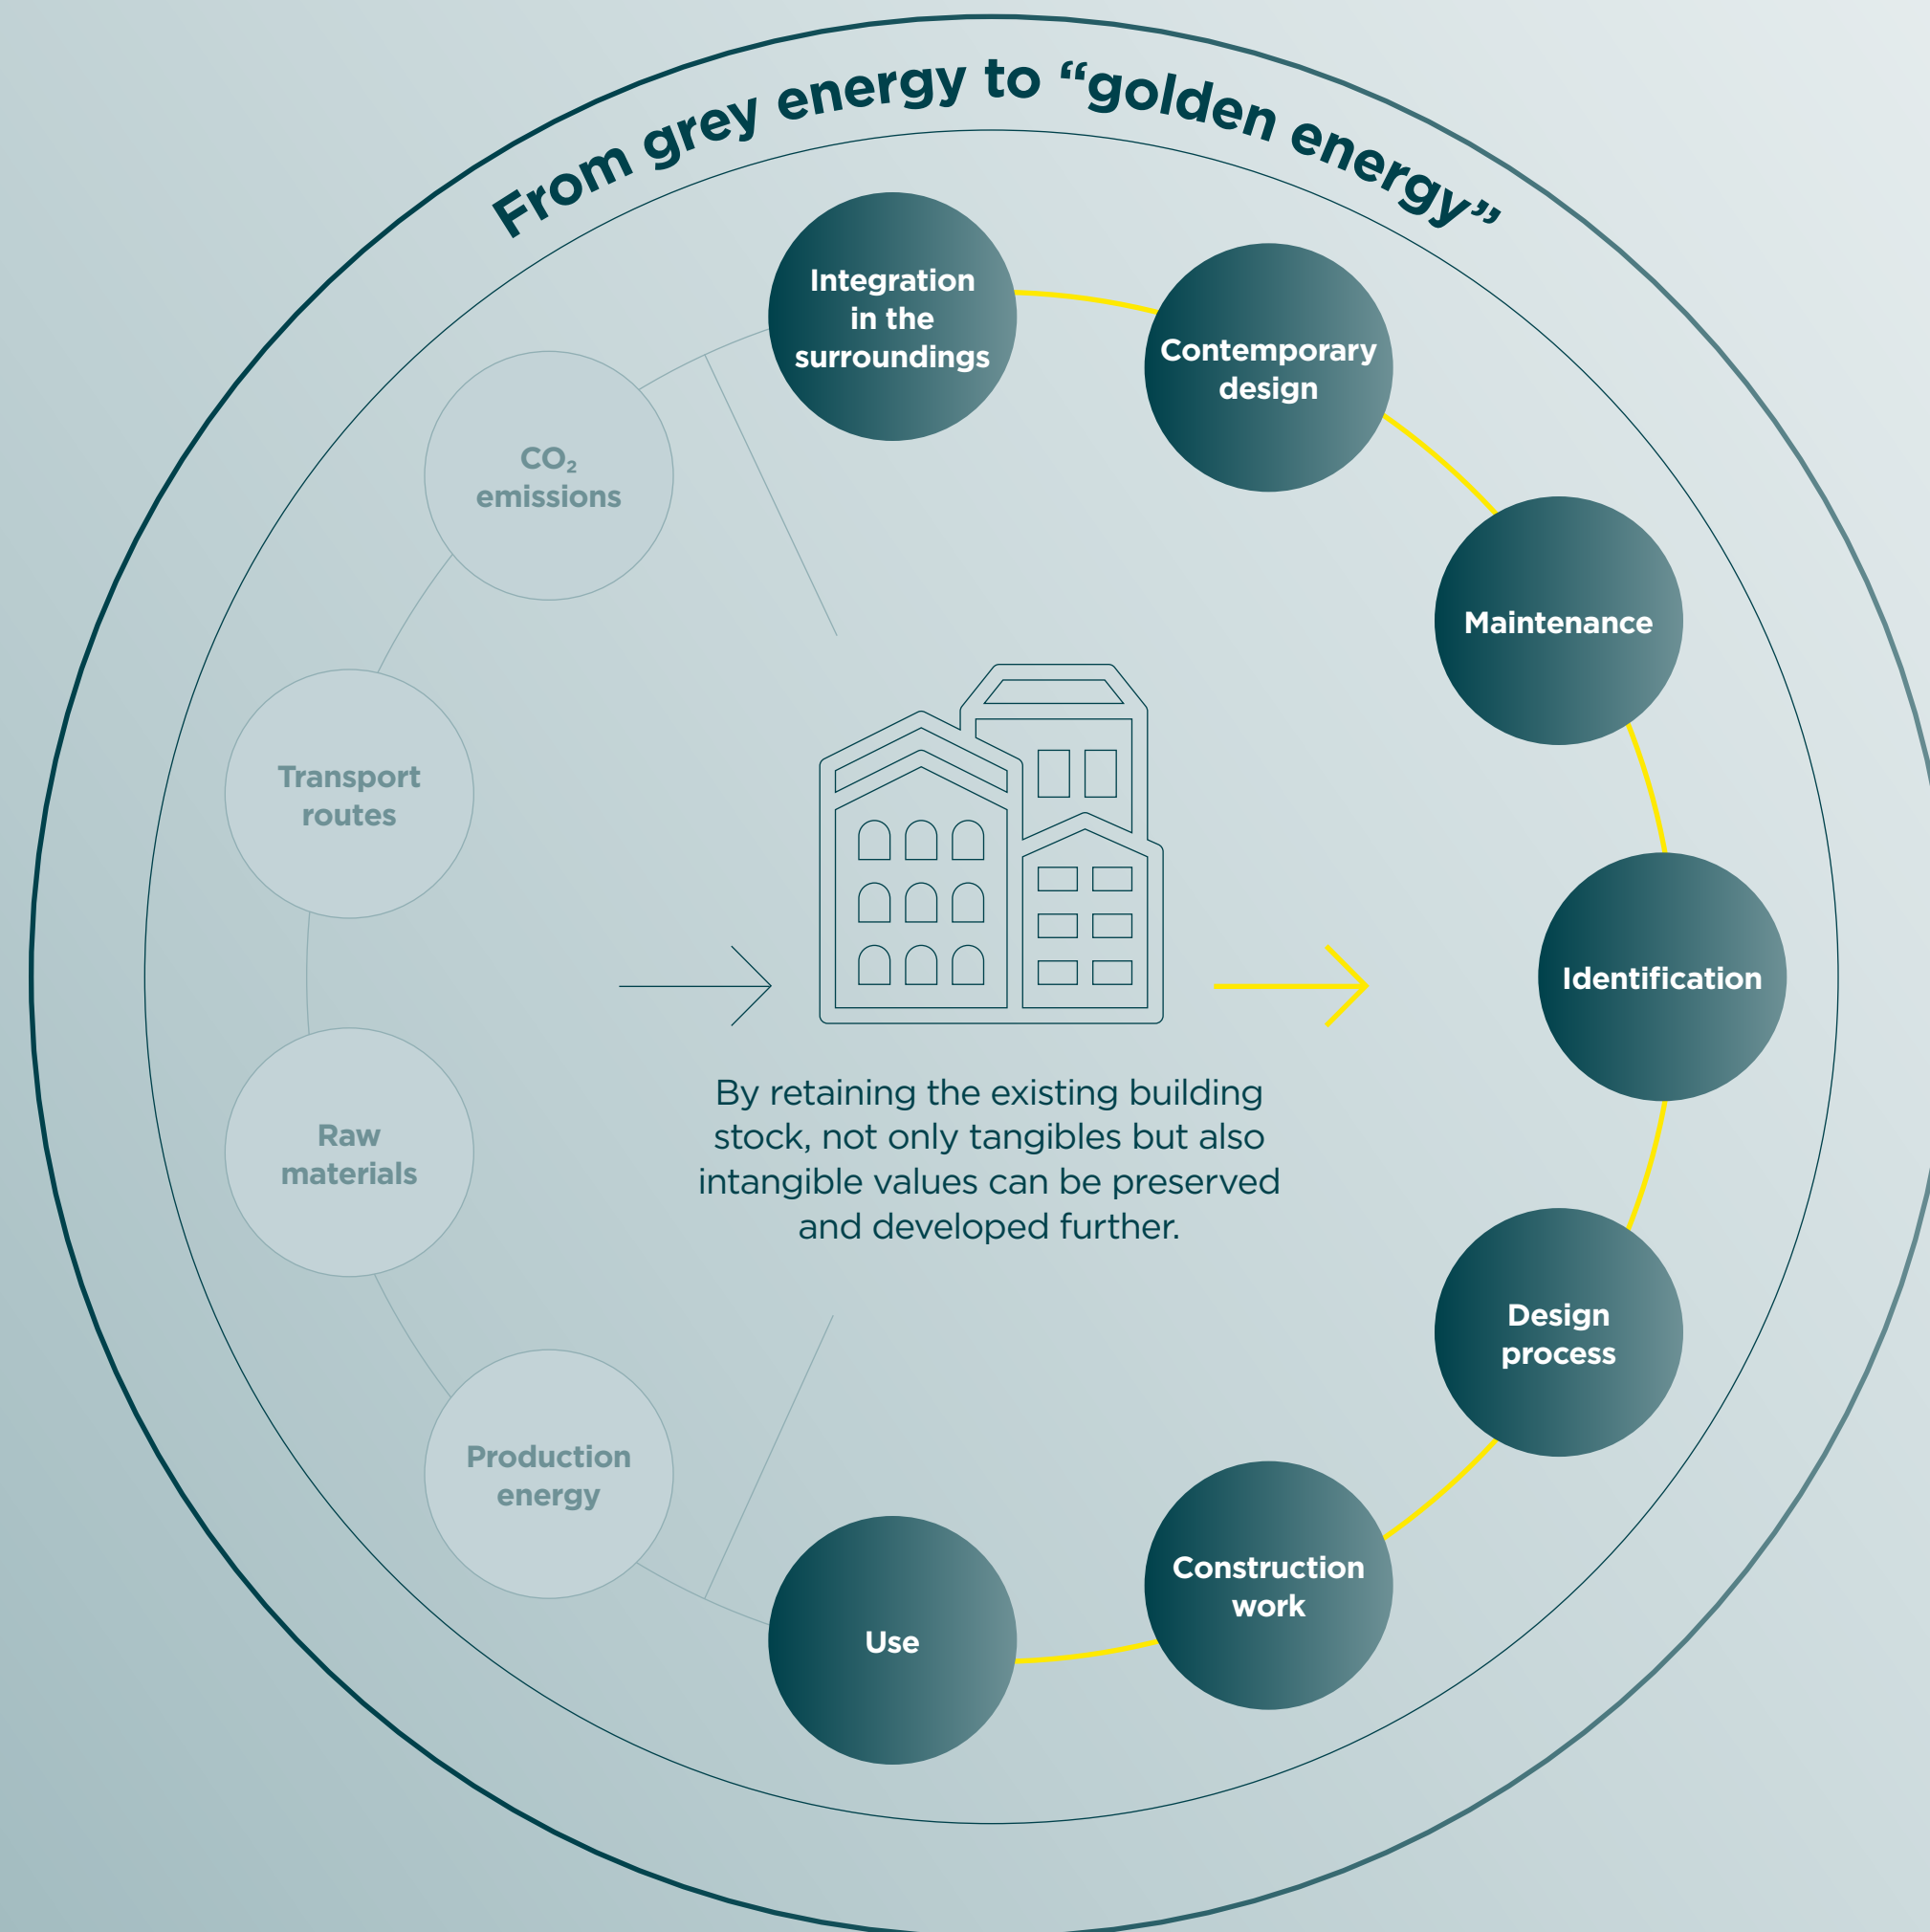 From grey energy to “golden energy”
Integration
in the
surroundings
Contemporary
design
Maintenance
Identification
Design
process
Construction
work
Use
Production
energy
Raw
materials
Transport
routes
CO₂
emissions
By retaining the existing building
stock, not only tangibles but also
intangible values can be preserved
and developed further.